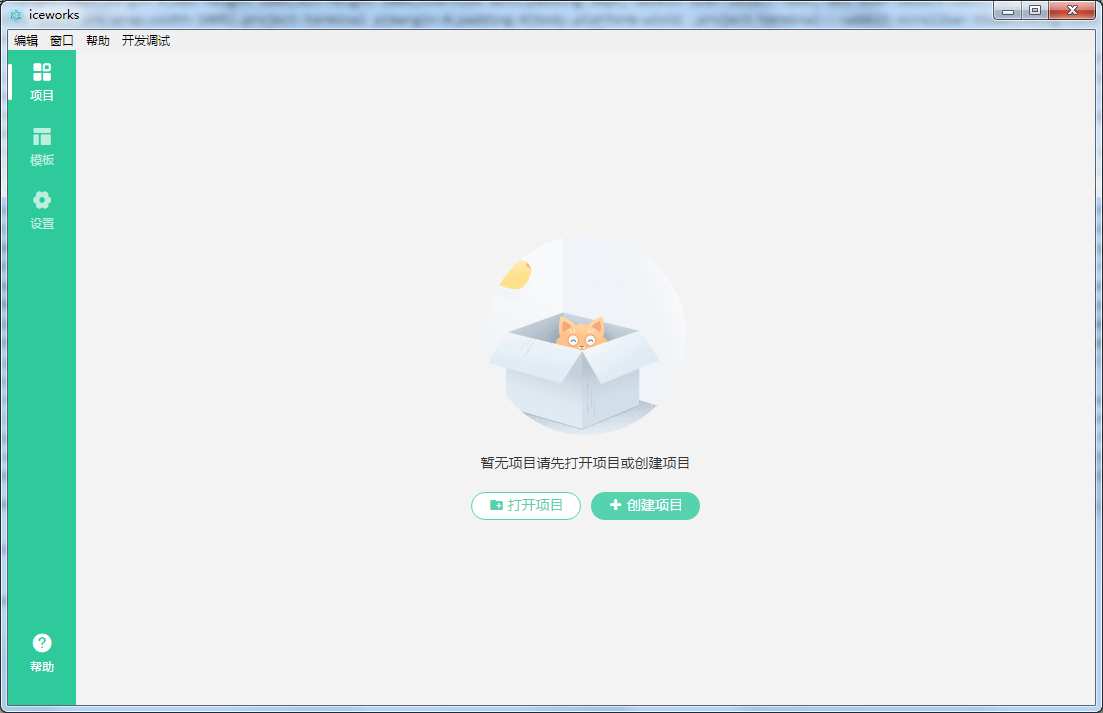 iceworks
编辑 窗口 帮助 开发调试
项目
模板
设置
暂无项目请先打开项目或创建项目
打开项目 创建项目
帮助